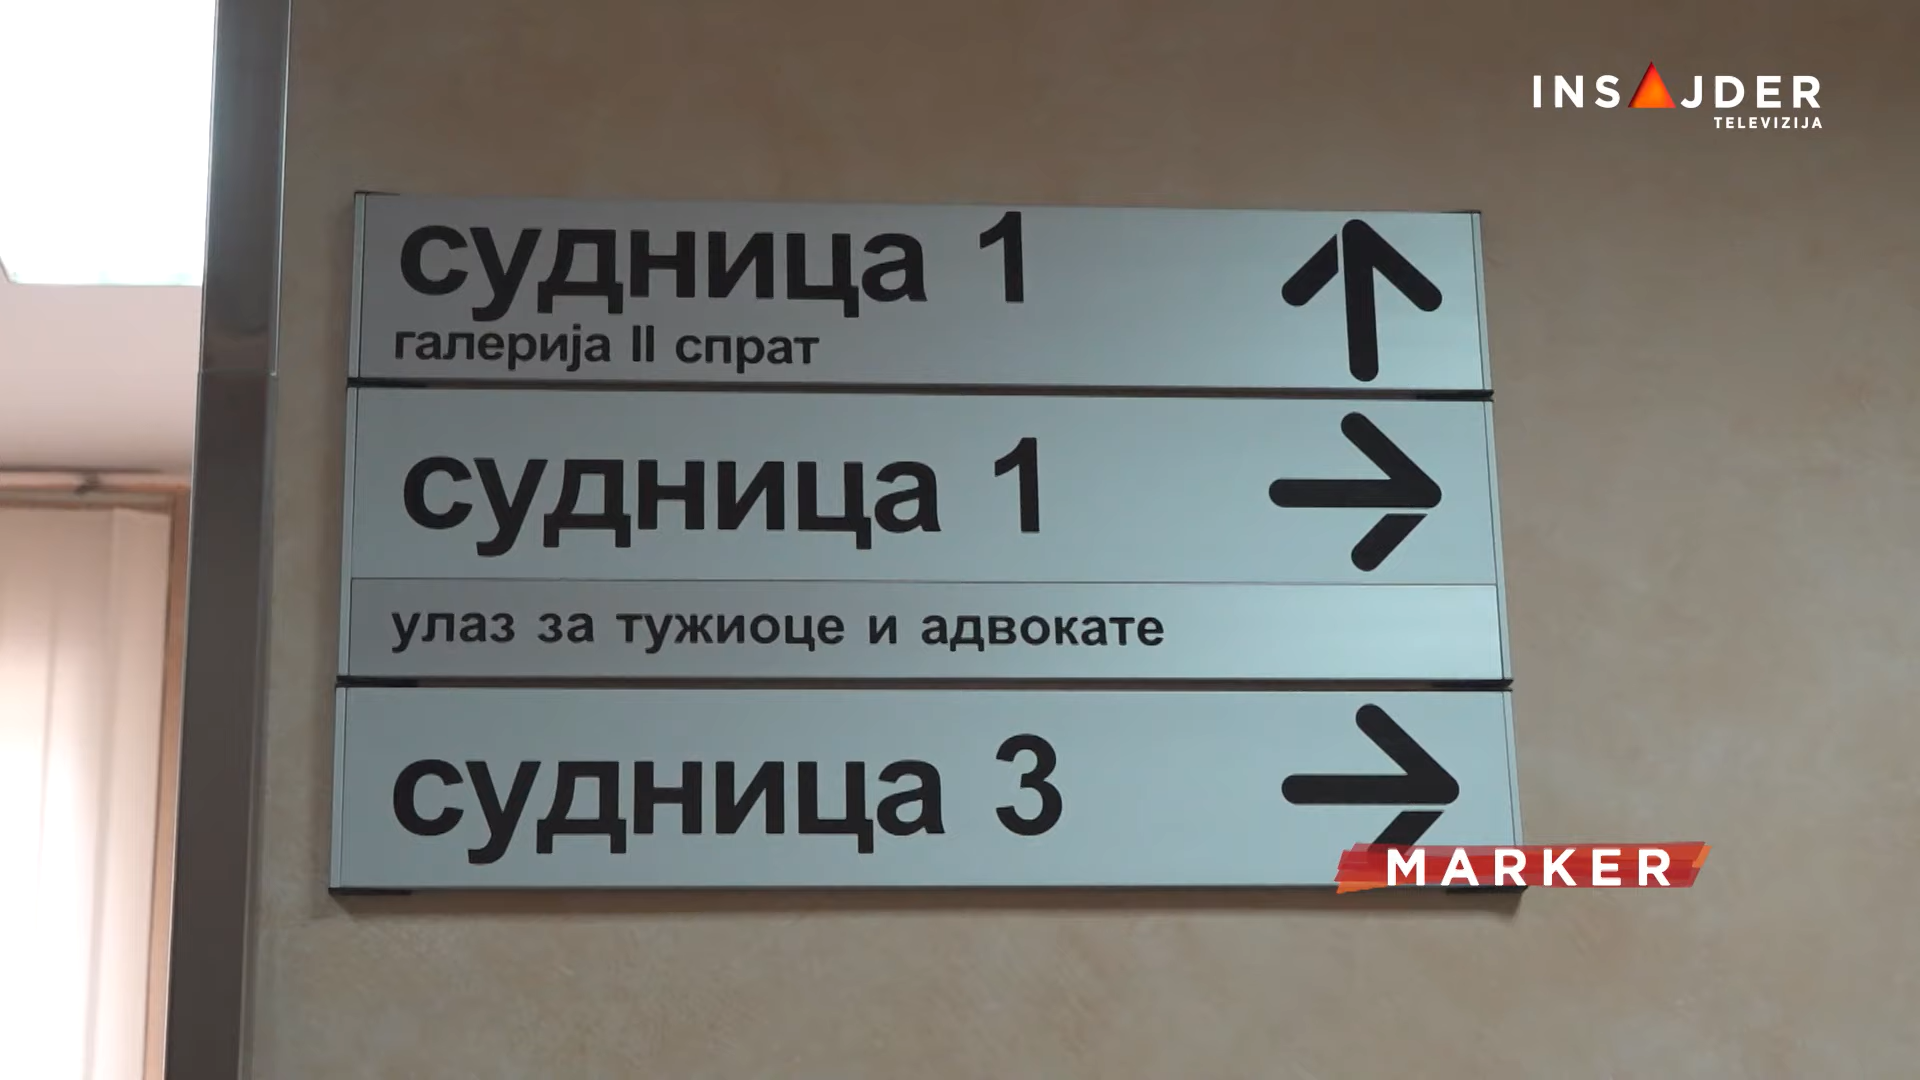 INSAJDER
TELEVIZIJA
судница 1
галерија II спрат
судница 1
улаз за тужиоце и адвокате
судница 3
MARKER